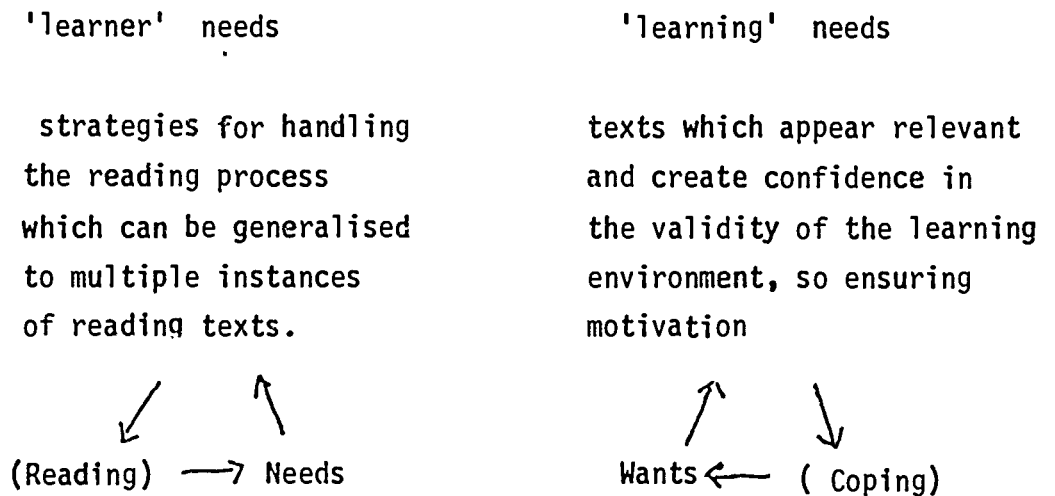 'learner' needs
strategies for handling
the reading process
which can be generalised
to multiple instances
of reading texts.
(Reading) → Needs
'learning' needs
texts which appear relevant
and create confidence in
the validity of the learning
environment, so ensuring
motivation
Wants ← ( Coping)